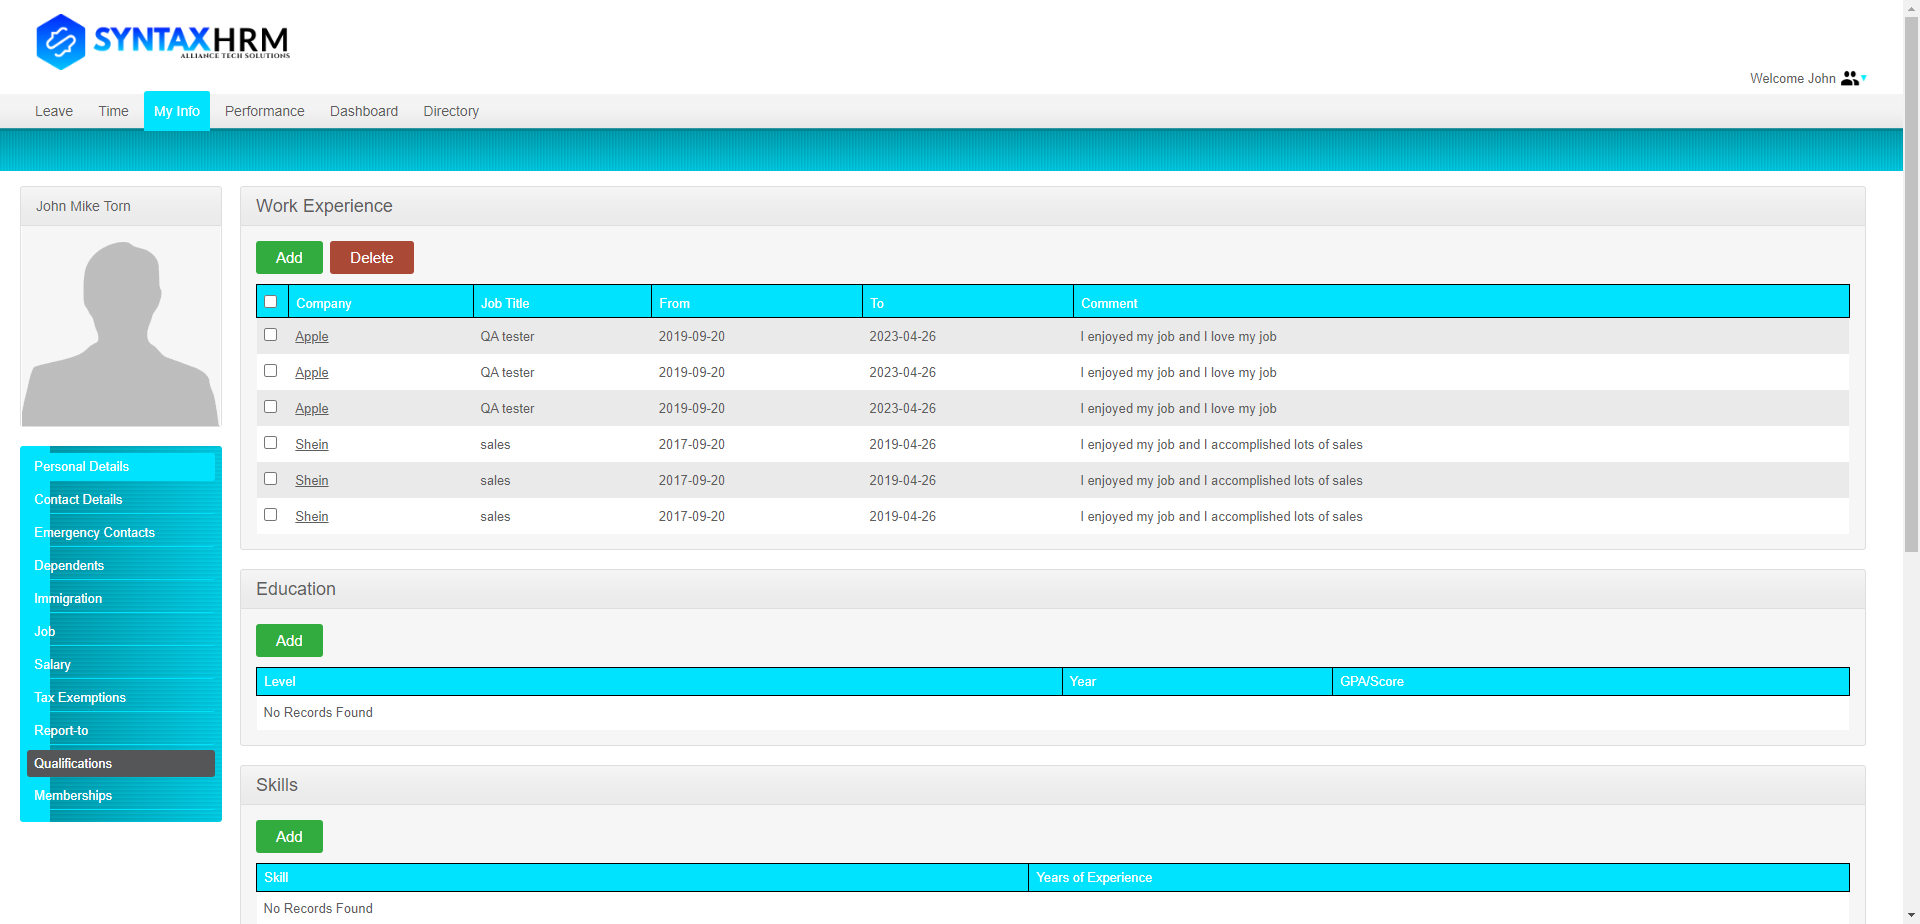 SYNTAXHRM
ALLIANCE TECH SOLUTIONS
Welcome John
Leave Time My Info Performance Dashboard Directory
John Mike Torn
Personal Details
Contact Details
Emergency Contacts
Dependents
Immigration
Job
Salary
Tax Exemptions
Report-to
Qualifications
Memberships
Work Experience
Add Delete
Company Job Title From To Comment
Apple QA tester 2019-09-20 2023-04-26 I enjoyed my job and I love my job
Apple QA tester 2019-09-20 2023-04-26 I enjoyed my job and I love my job
Apple QA tester 2019-09-20 2023-04-26 I enjoyed my job and I love my job
Shein sales 2017-09-20 2019-04-26 I enjoyed my job and I accomplished lots of sales
Shein sales 2017-09-20 2019-04-26 I enjoyed my job and I accomplished lots of sales
Shein sales 2017-09-20 2019-04-26 I enjoyed my job and I accomplished lots of sales
Education
Add
Level Year GPA/Score
No Records Found
Skills
Add
Skill Years of Experience
No Records Found